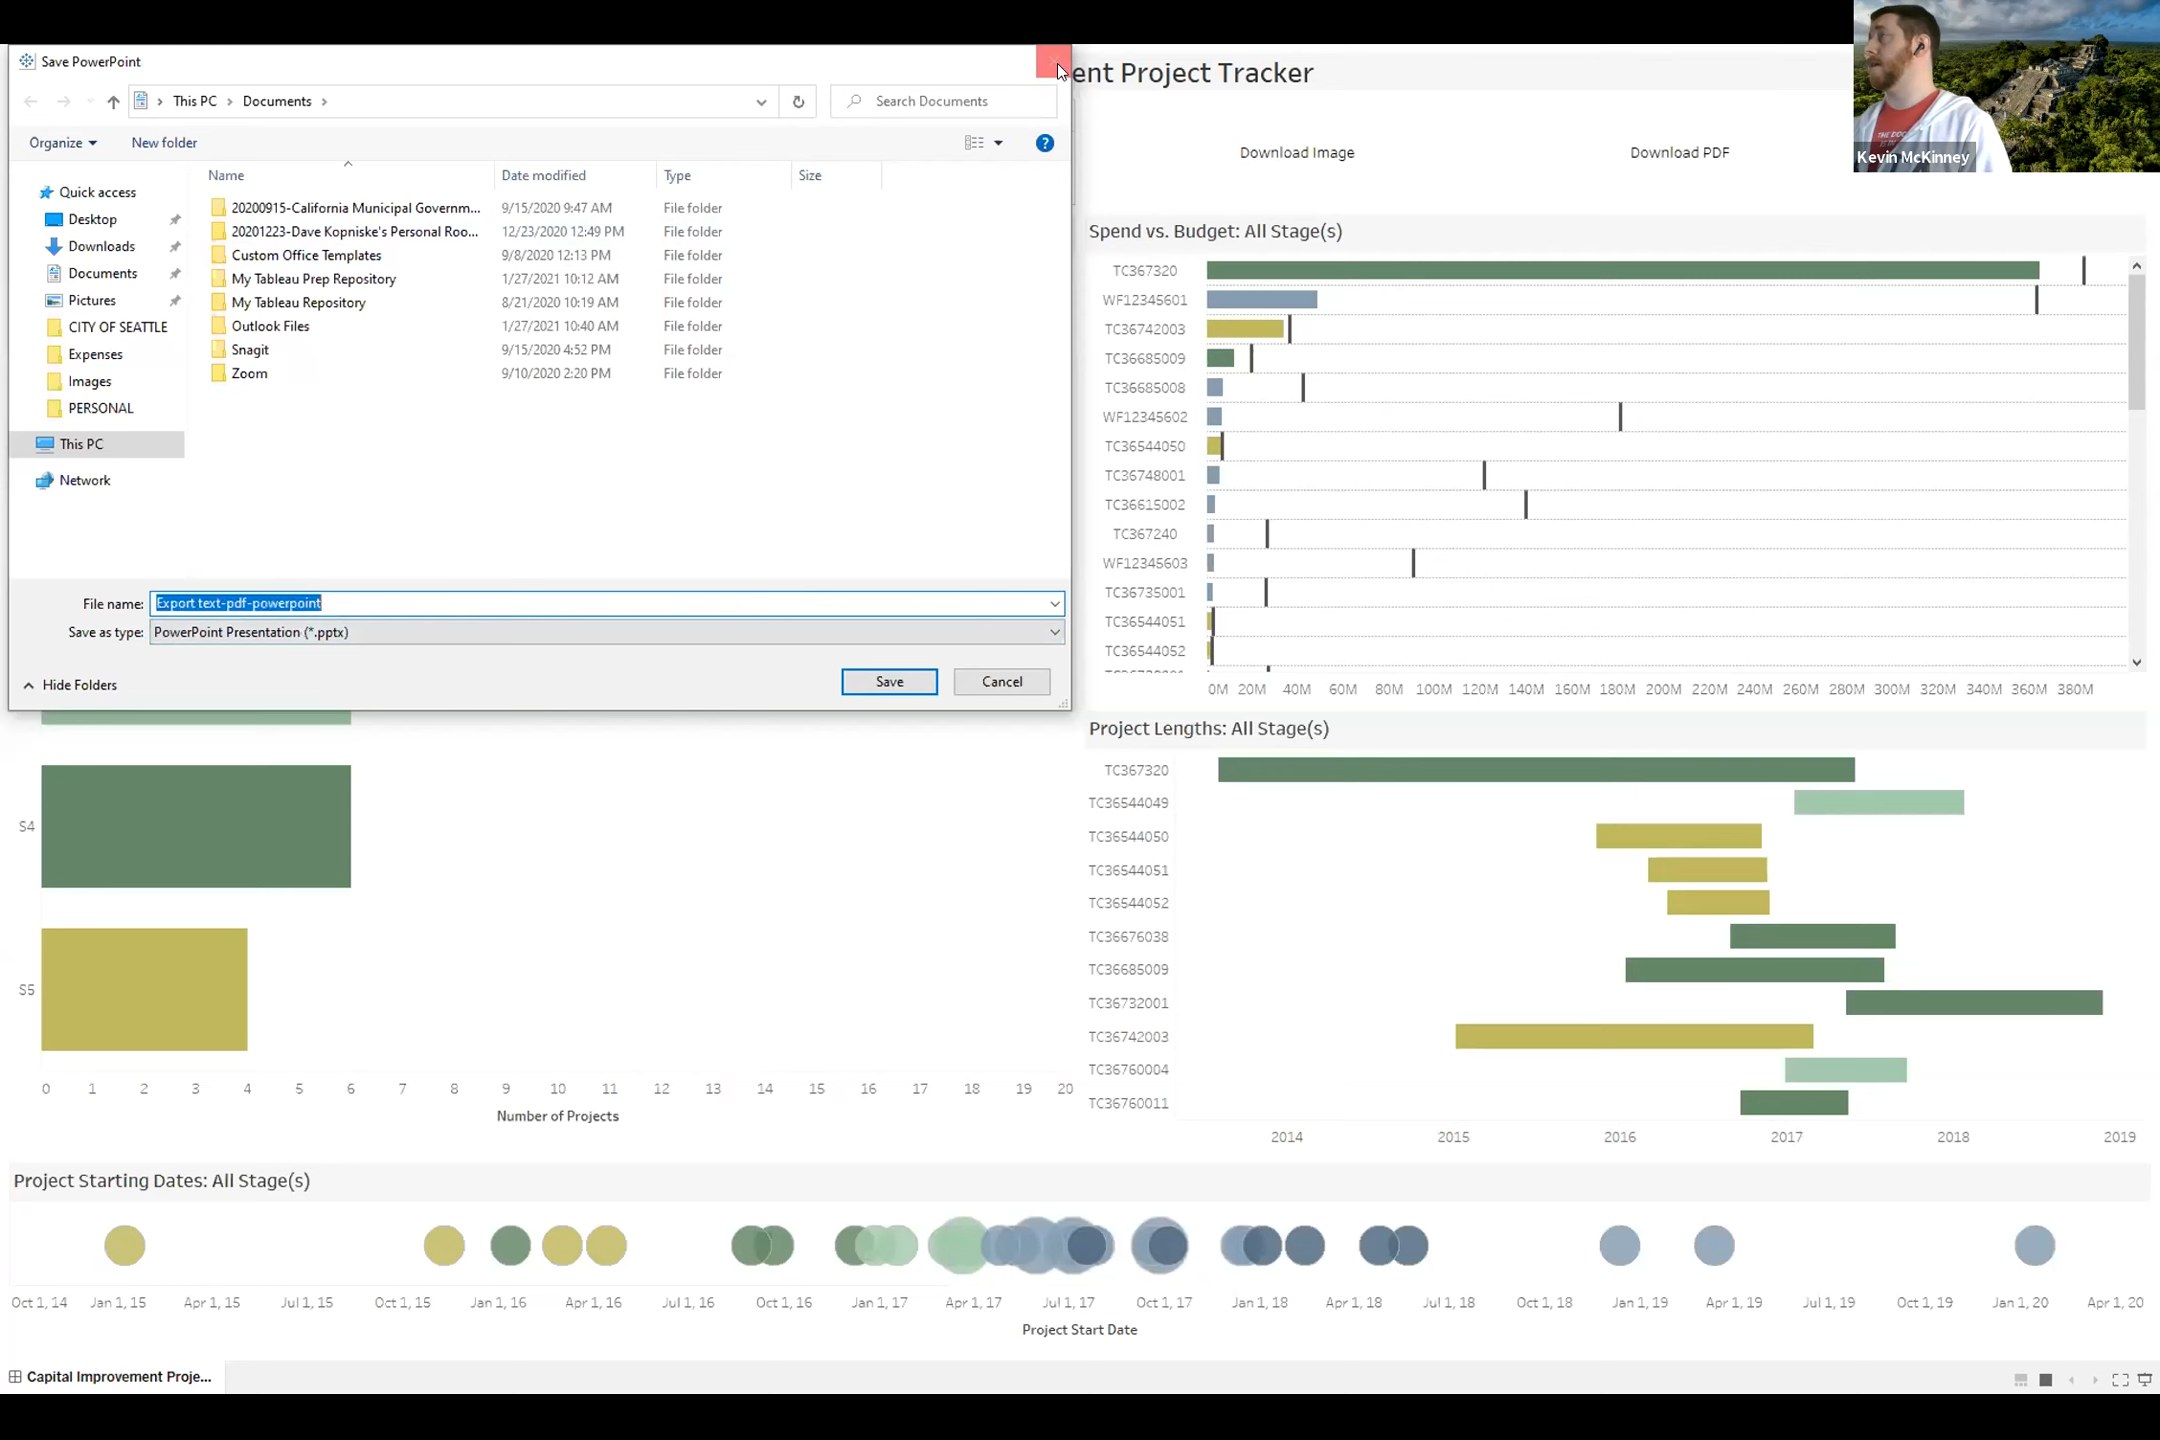 Save PowerPoint
ent Project Tracker
This PC
Documents
Search Documents
Organize
New folder
Download Image
Download PDF
Kevin McKinney
THE DOC
Name
Date modified
Type
Size
Quick access
Desktop
Downloads
Documents
Pictures
CITY OF SEATTLE
Expenses
Images
PERSONAL
This PC
Network
20200915-California Municipal Governm... 9/15/2020 9:47 AM File folder
20201223-Dave Kopniske's Personal Roo... 12/23/2020 12:49 PM File folder
Custom Office Templates 9/8/2020 12:13 PM File folder
My Tableau Prep Repository 1/27/2021 10:12 AM File folder
My Tableau Repository 8/21/2020 10:19 AM File folder
Outlook Files 1/27/2021 10:40 AM File folder
Snagit 9/15/2020 4:52 PM File folder
Zoom 9/10/2020 2:20 PM File folder
File name: Export text-pdf-powerpoint
Save as type: PowerPoint Presentation (*.pptx)
Hide Folders
Save
Cancel
Spend vs. Budget: All Stage(s)
TC367320
WF12345601
TC36742003
TC36685009
TC36685008
WF12345602
TC36544050
TC36748001
TC36615002
TC367240
WF12345603
TC36735001
TC36544051
TC36544052
0M 20M 40M 60M 80M 100M 120M 140M 160M 180M 200M 220M 240M 260M 280M 300M 320M 340M 360M 380M
S4
S5
0 1 2 3 4 5 6 7 8 9 10 11 12 13 14 15 16 17 18 19 20
Number of Projects
Project Lengths: All Stage(s)
TC367320
TC36544049
TC36544050
TC36544051
TC36544052
TC36676038
TC36685009
TC36732001
TC36742003
TC36760004
TC36760011
2014 2015 2016 2017 2018 2019
Project Starting Dates: All Stage(s)
Oct 1, 14 Jan 1, 15 Apr 1, 15 Jul 1, 15 Oct 1, 15 Jan 1, 16 Apr 1, 16 Jul 1, 16 Oct 1, 16 Jan 1, 17 Apr 1, 17 Jul 1, 17 Oct 1, 17 Jan 1, 18 Apr 1, 18 Jul 1, 18 Oct 1, 18 Jan 1, 19 Apr 1, 19 Jul 1, 19 Oct 1, 19 Jan 1, 20 Apr 1, 20
Project Start Date
Capital Improvement Proje...